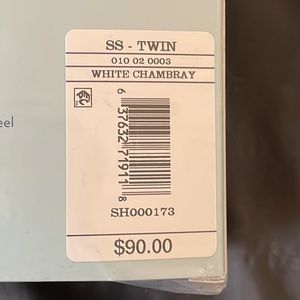 SS - TWIN
010 02 0003
WHITE CHAMBRAY
eel
6 37632 71911 8
SH000173
$90.00